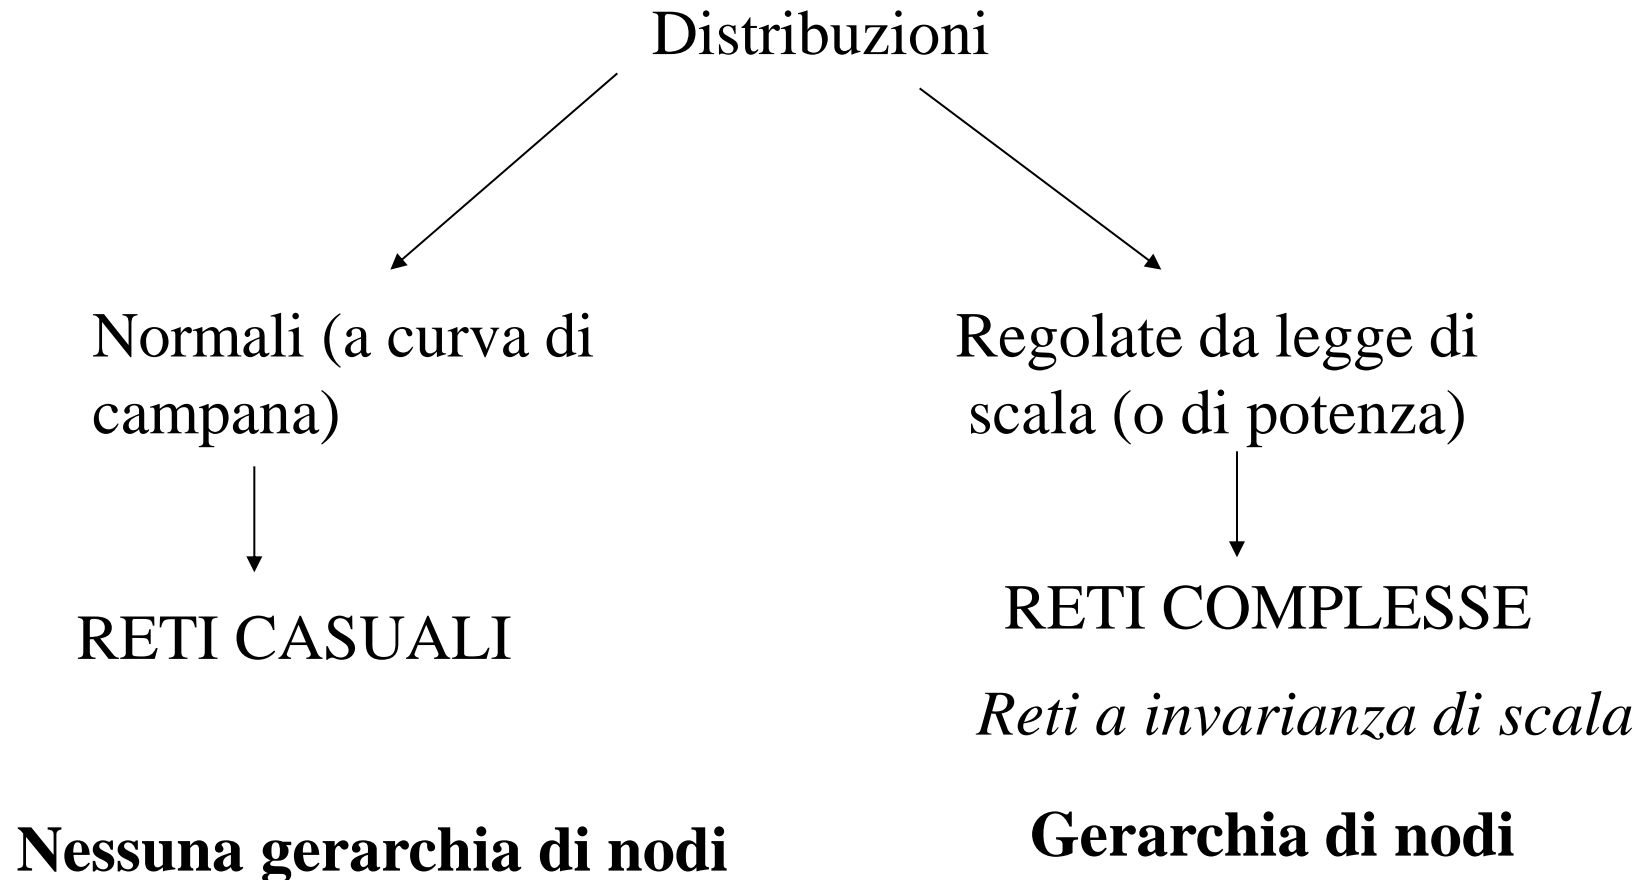 Distribuzioni
Normali (a curva di
campana)
RETI CASUALI
Nessuna gerarchia di nodi
Regolate da legge di
scala (o di potenza)
RETI COMPLESSE
Reti a invarianza di scala
Gerarchia di nodi